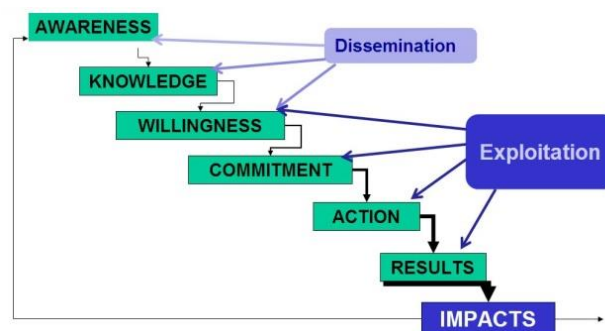 AWARENESS
Dissemination
KNOWLEDGE
WILLINGNESS
Exploitation
COMMITMENT
ACTION
RESULTS
IMPACTS